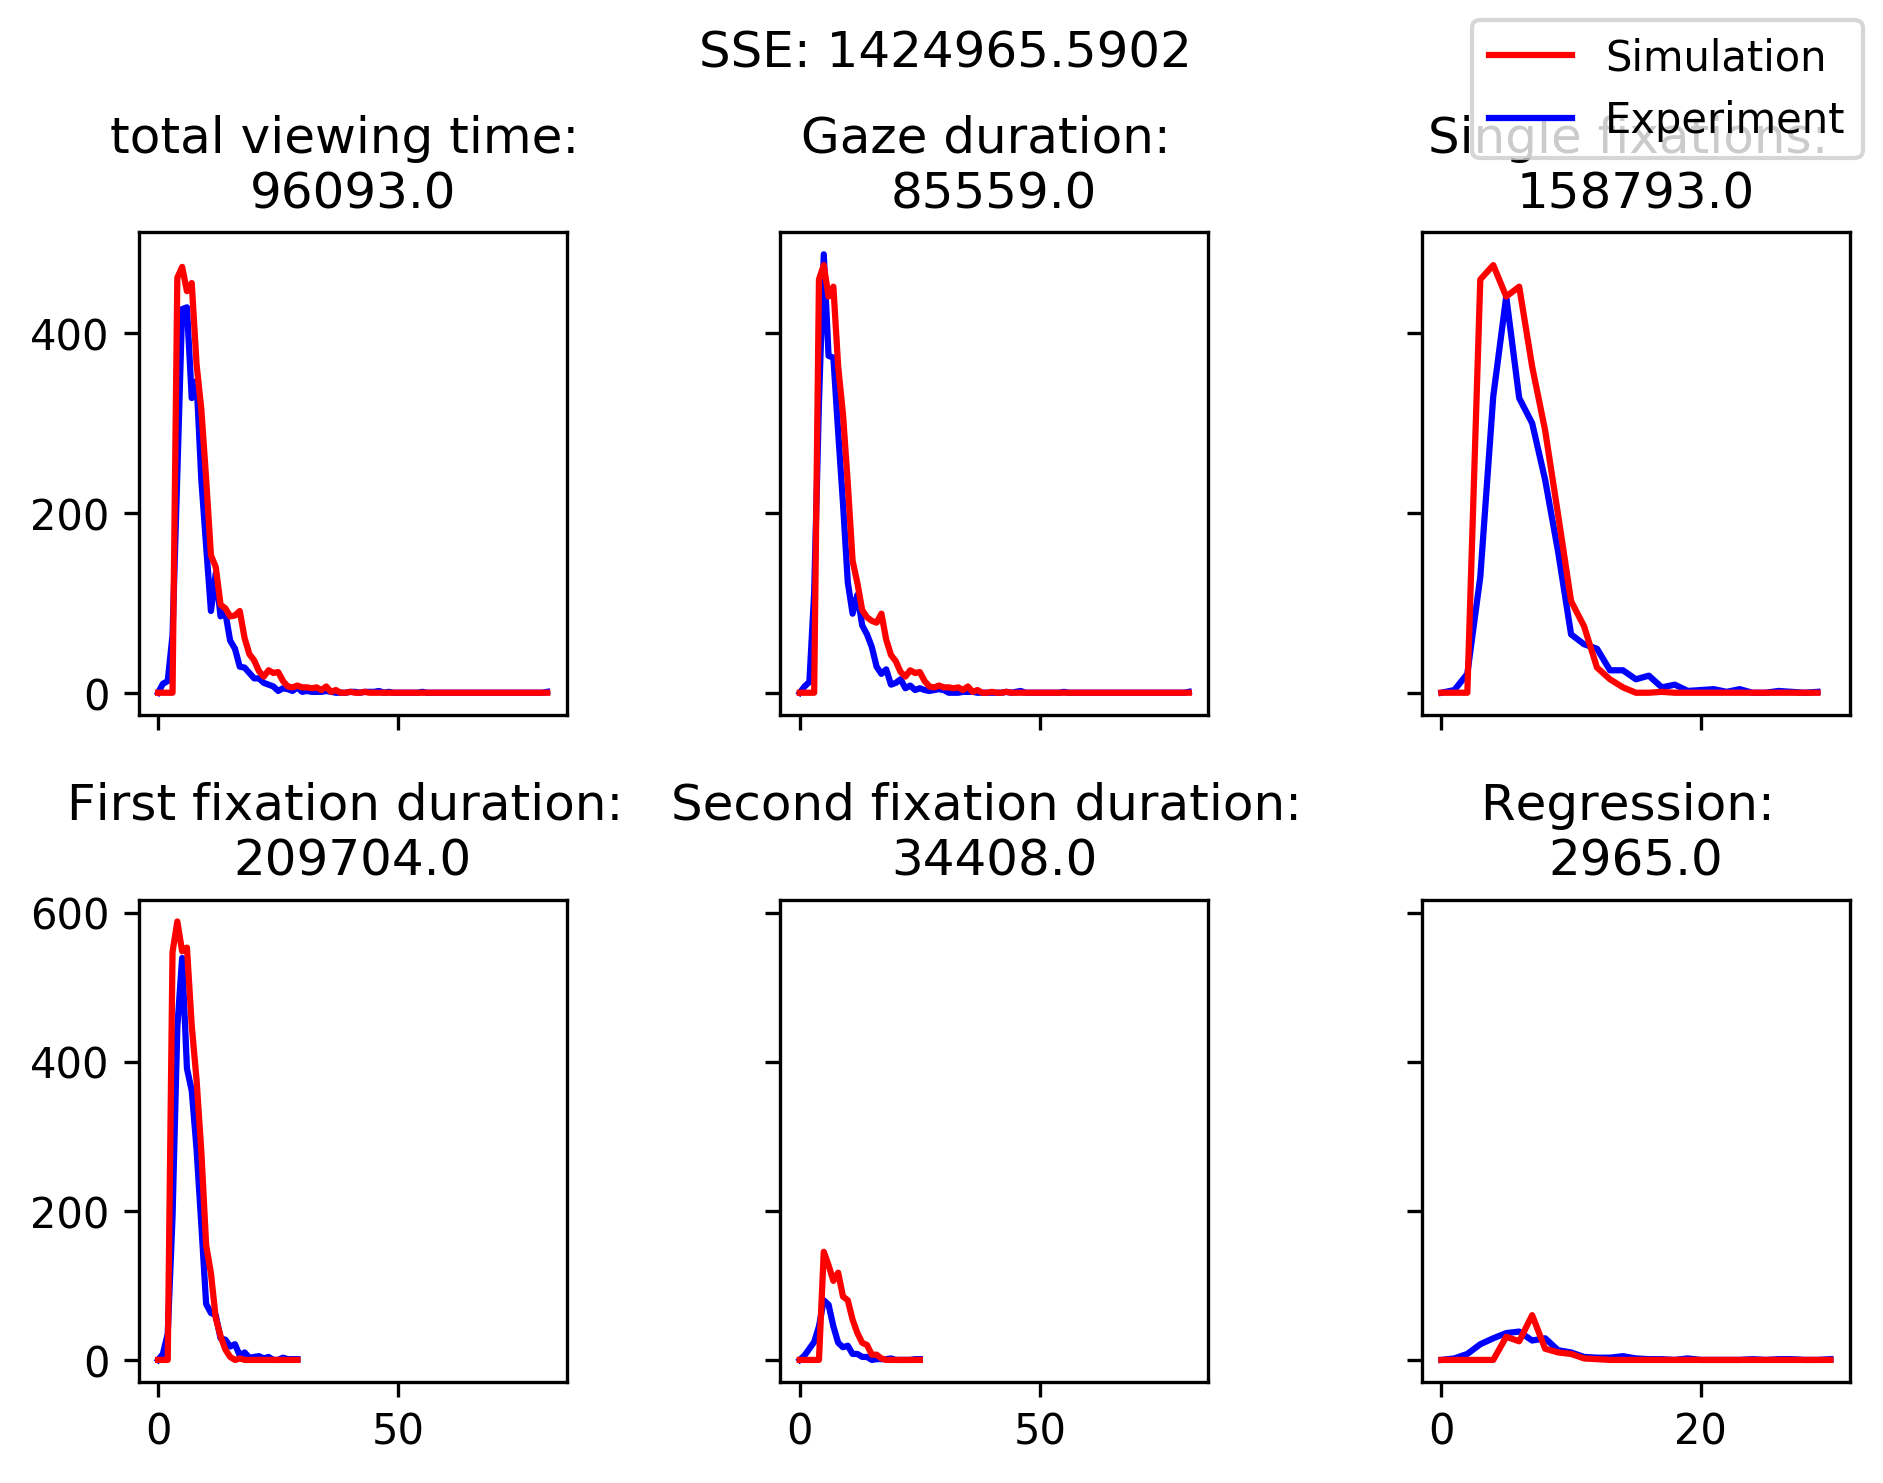 SSE: 1424965.5902
Simulation
Experiment
total viewing time:
96093.0
Gaze duration:
85559.0
Single fixations:
158793.0
400
200
0
First fixation duration:
209704.0
Second fixation duration:
34408.0
Regression:
2965.0
600
400
200
0
0 50
0 50
0 20